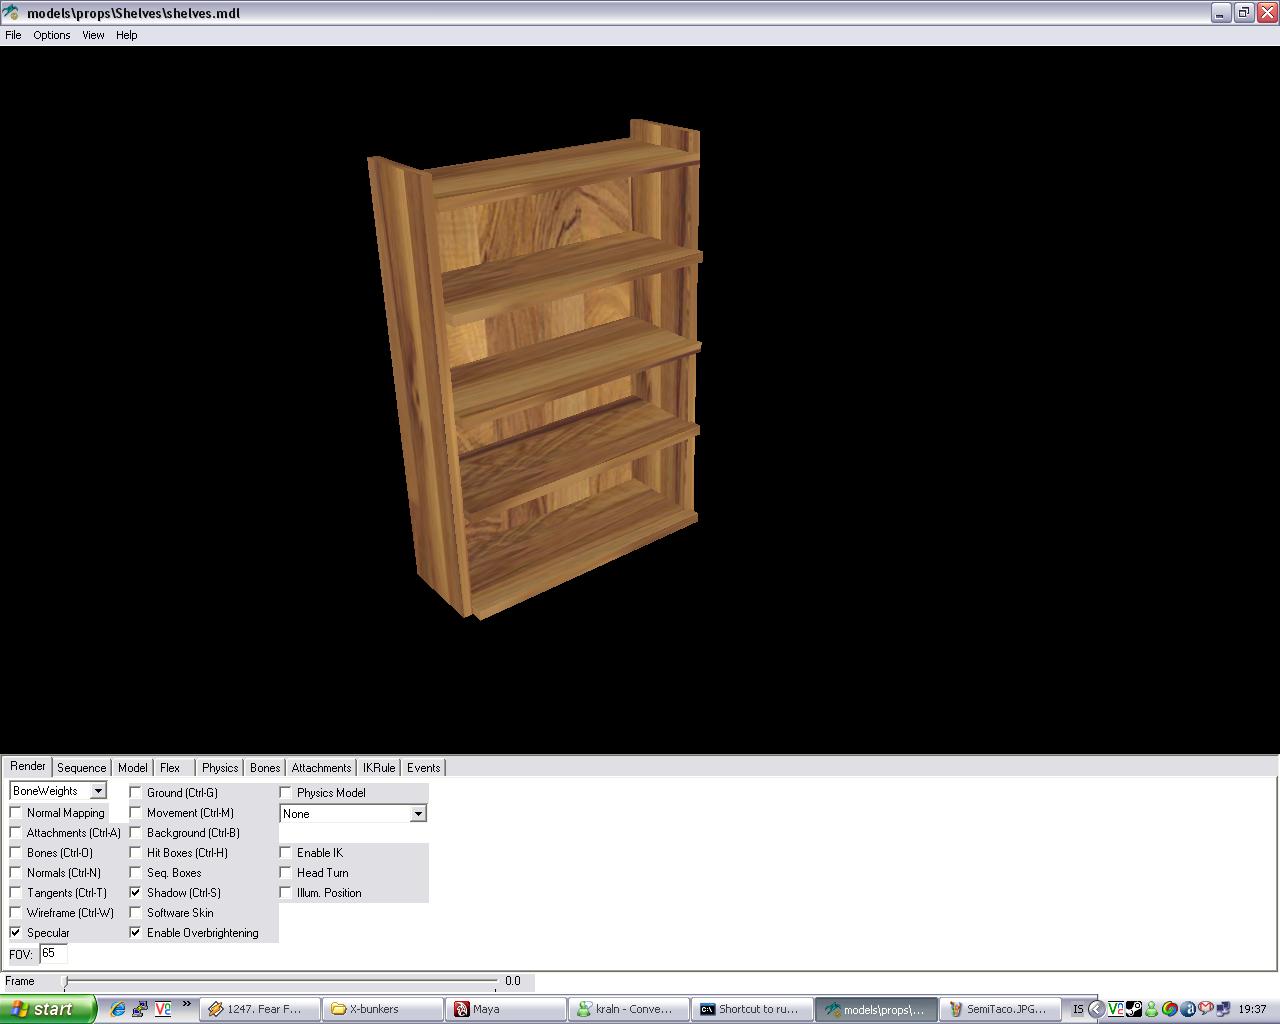 models\props\Shelves\shelves.mdl
File Options View Help
Render Sequence Model Flex Physics Bones Attachments IKRule Events
BoneWeights Ground (Ctrl-G) Physics Model
Normal Mapping Movement (Ctrl-M) None
Attachments (Ctrl-A) Background (Ctrl-B)
Bones (Ctrl-O) Hit Boxes (Ctrl-H) Enable IK
Normals (Ctrl-N) Seq. Boxes Head Turn
Tangents (Ctrl-T) Shadow (Ctrl-S) Illum. Position
Wireframe (Ctrl-W) Software Skin
Specular Enable Overbrightening
FOV: 65
Frame 0.0
start 1247. Fear F... X-bunkers Maya kraln - Conve... Shortcut to ru... models\props\... SemiTaco.JPG... IS 19:37